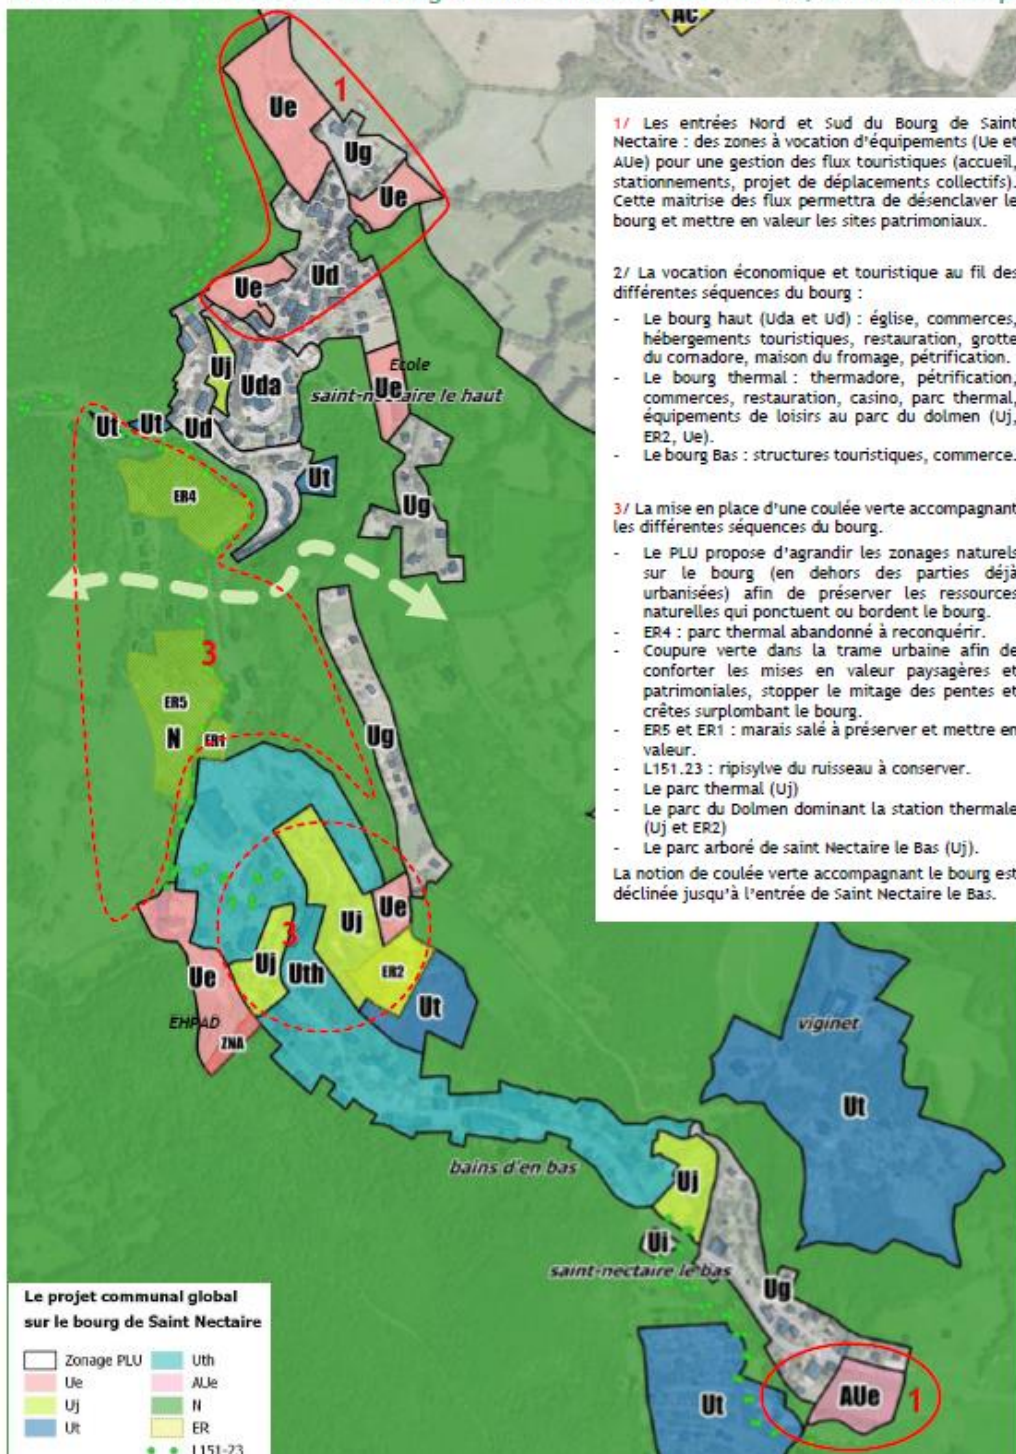 AC
Ue
1
Ug
Ue
Ue
Ud
Uj
Uda
Ecole
Ue
saint-nectaire le haut
Ut
Ut
Ud
Ut
ER4
Ug
3
ER5
N
ER1
Ug
Uj
Ue
3
Uj
Uth
ER2
Ue
Ut
EHPAD
ZNA
viginet
Ut
bains d'en bas
Uj
Ui
saint-nectaire le bas
Ug
Ut
AUe
1
1/ Les entrées Nord et Sud du Bourg de Saint
Nectaire : des zones à vocation d'équipements (Ue et
AUe) pour une gestion des flux touristiques (accueil,
stationnements, projet de déplacements collectifs).
Cette maitrise des flux permettra de désenclaver le
bourg et mettre en valeur les sites patrimoniaux.
2/ La vocation économique et touristique au fil des
différentes séquences du bourg :
- Le bourg haut (Uda et Ud) : église, commerces,
hébergements touristiques, restauration, grotte
du cornadore, maison du fromage, pétrification.
- Le bourg thermal : thermadore, pétrification,
commerces, restauration, casino, parc thermal,
équipements de loisirs au parc du dolmen (Uj,
ER2, Ue).
- Le bourg Bas : structures touristiques, commerce.
3/ La mise en place d'une coulée verte accompagnant
les différentes séquences du bourg.
- Le PLU propose d'agrandir les zonages naturels
sur le bourg (en dehors des parties déjà
urbanisées) afin de préserver les ressources
naturelles qui ponctuent ou bordent le bourg.
- ER4 : parc thermal abandonné à reconquérir.
- Coupure verte dans la trame urbaine afin de
conforter les mises en valeur paysagères et
patrimoniales, stopper le mitage des pentes et
crêtes surplombant le bourg.
- ER5 et ER1 : marais salé à préserver et mettre en
valeur.
- L151.23 : ripisylve du ruisseau à conserver.
- Le parc thermal (Uj)
- Le parc du Dolmen dominant la station thermale
(Uj et ER2)
- Le parc arboré de saint Nectaire le Bas (Uj).
La notion de coulée verte accompagnant le bourg est
déclinée jusqu'à l'entrée de Saint Nectaire le Bas.
Le projet communal global
sur le bourg de Saint Nectaire
Zonage PLU
Ue
Uj
Ut
Uth
AUe
N
ER
L151-23